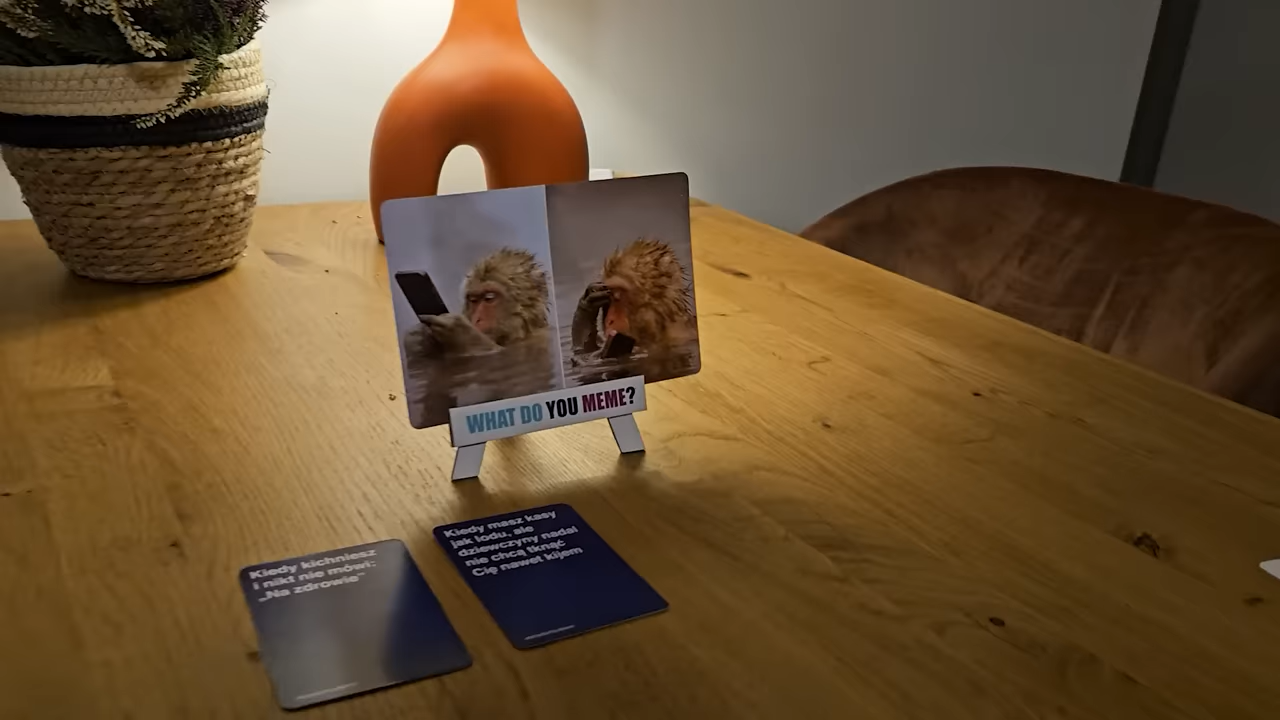 WHAT DO YOU MEME?
Kiedy kichniesz
i nikt nie mówi:
„Na zdrowie”
Kiedy masz kasy
jak lodu, ale
dziewczyny nadal
nie chcą tknąć
Cię nawet kijem